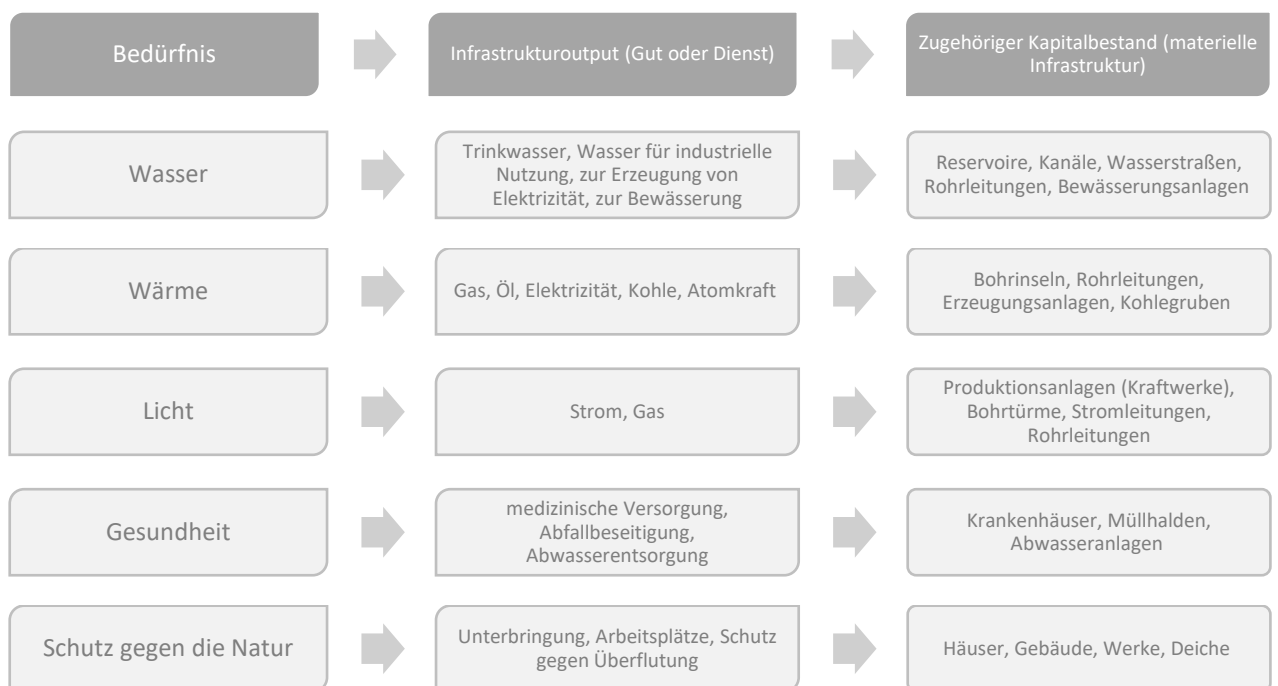 Bedürfnis
Infrastrukturoutput (Gut oder Dienst)
Zugehöriger Kapitalbestand (materielle
Infrastruktur)
Wasser
Trinkwasser, Wasser für industrielle
Nutzung, zur Erzeugung von
Elektrizität, zur Bewässerung
Reservoire, Kanäle, Wasserstraßen,
Rohrleitungen, Bewässerungsanlagen
Wärme
Gas, Öl, Elektrizität, Kohle, Atomkraft
Bohrinseln, Rohrleitungen,
Erzeugungsanlagen, Kohlegruben
Licht
Strom, Gas
Produktionsanlagen (Kraftwerke),
Bohrtürme, Stromleitungen,
Rohrleitungen
Gesundheit
medizinische Versorgung,
Abfallbeseitigung,
Abwasserentsorgung
Krankenhäuser, Müllhalden,
Abwasseranlagen
Schutz gegen die Natur
Unterbringung, Arbeitsplätze, Schutz
gegen Überflutung
Häuser, Gebäude, Werke, Deiche